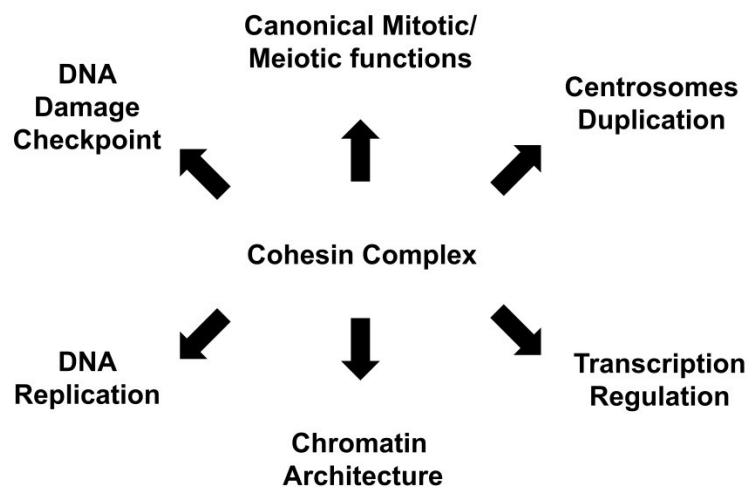 Canonical Mitotic/
Meiotic functions
DNA
Damage
Checkpoint
Centrosomes
Duplication
Cohesin Complex
DNA
Replication
Transcription
Regulation
Chromatin
Architecture